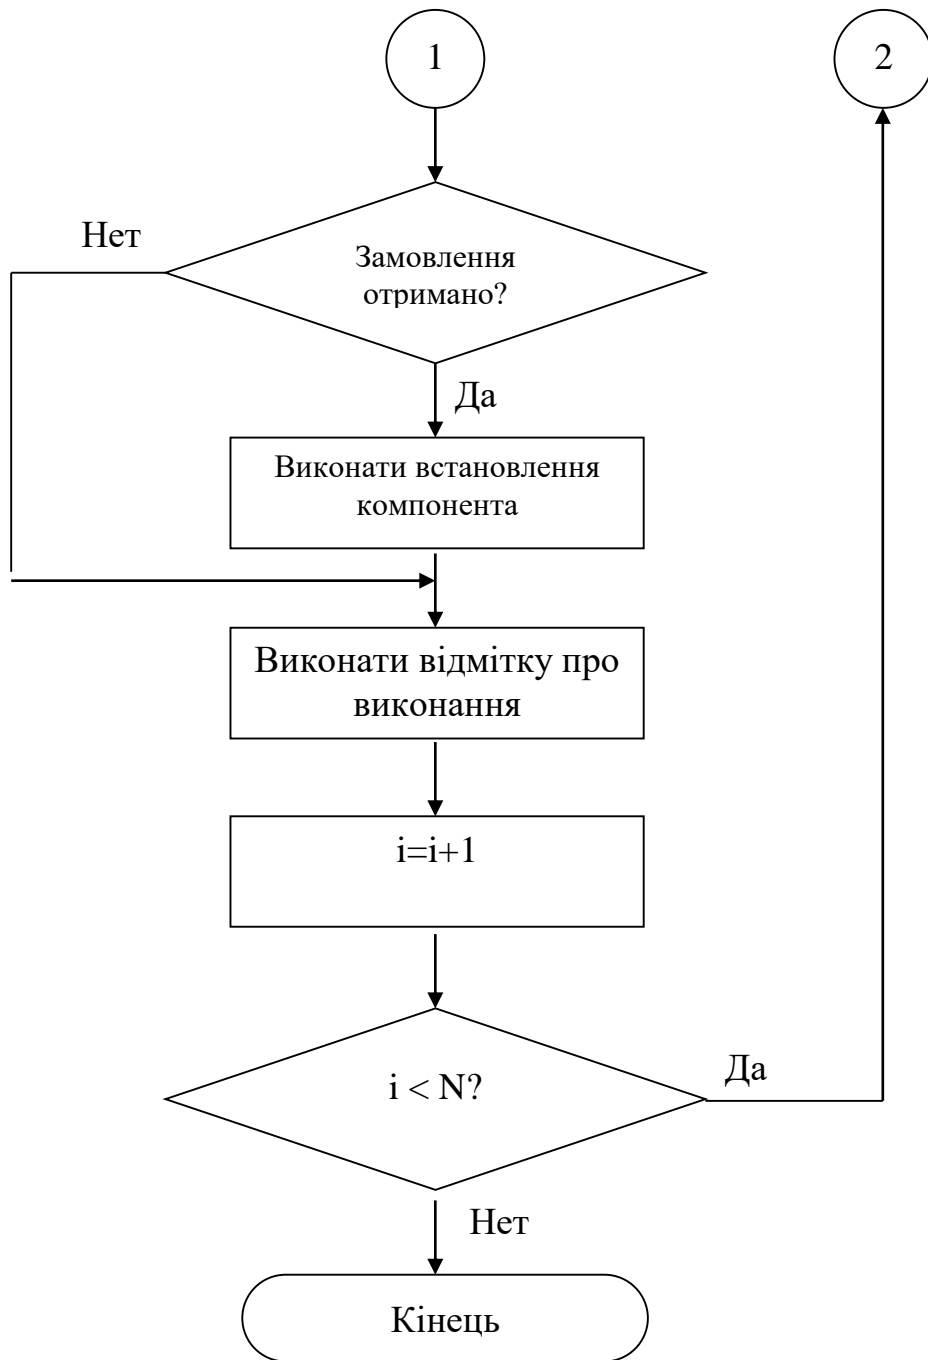 1
2
Нет
Замовлення
отримано?
Да
Виконати встановлення
компонента
Виконати відмітку про
виконання
i=i+1
i < N?
Да
Нет
Кінець